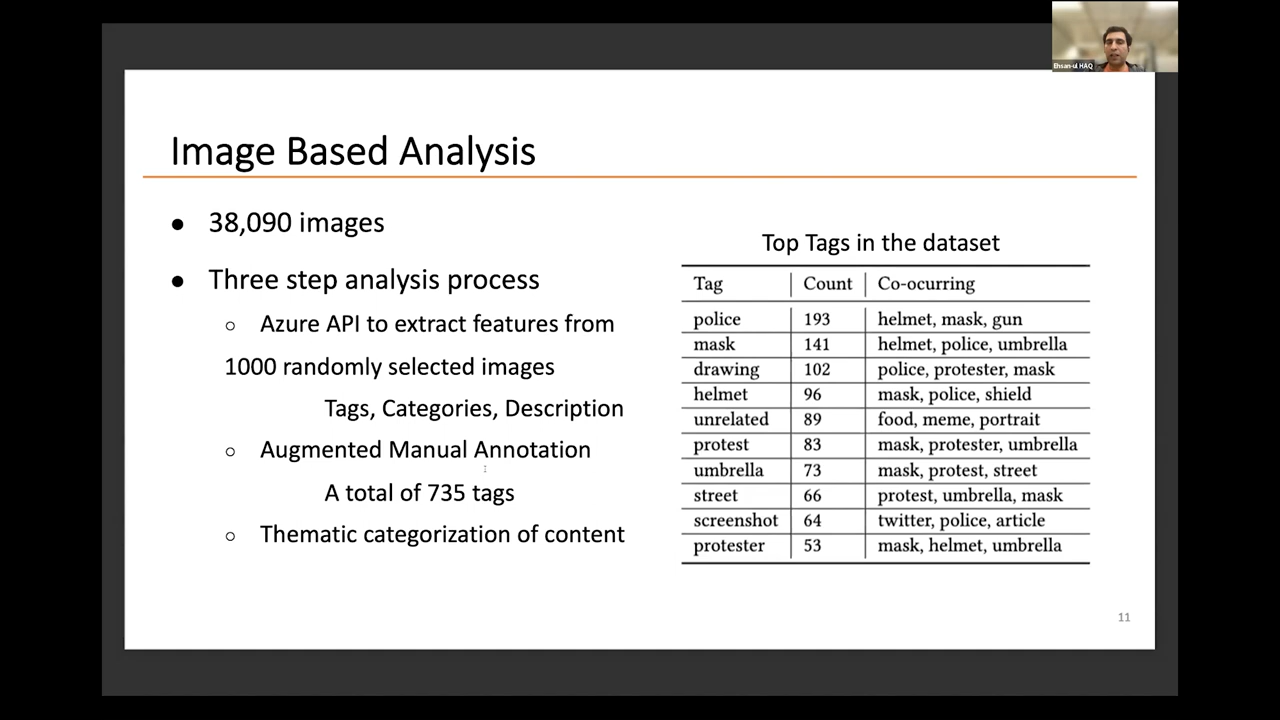 Ehsan-ul HAQ
Image Based Analysis
● 38,090 images
● Three step analysis process
○ Azure API to extract features from
1000 randomly selected images
Tags, Categories, Description
○ Augmented Manual Annotation
A total of 735 tags
○ Thematic categorization of content
Top Tags in the dataset
Tag Count Co-ocurring
police 193 helmet, mask, gun
mask 141 helmet, police, umbrella
drawing 102 police, protester, mask
helmet 96 mask, police, shield
unrelated 89 food, meme, portrait
protest 83 mask, protester, umbrella
umbrella 73 mask, protest, street
street 66 protest, umbrella, mask
screenshot 64 twitter, police, article
protester 53 mask, helmet, umbrella
11